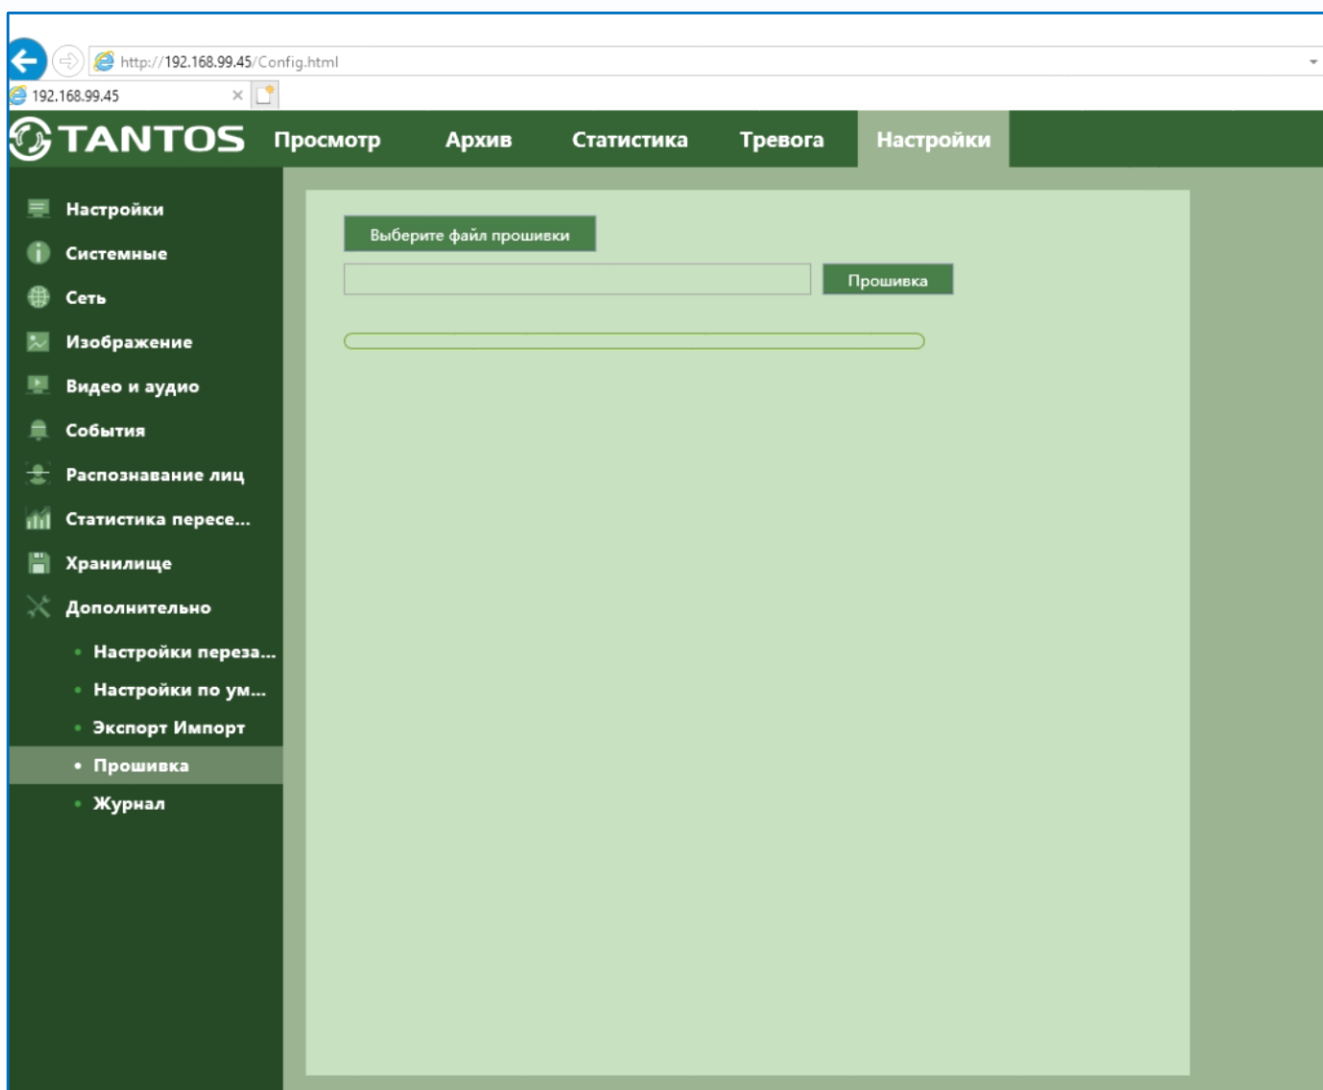 http://192.168.99.45/Config.html
192.168.99.45
TANTOS Просмотр Архив Статистика Тревога Настройки
Настройки
Системные
Сеть
Изображение
Видео и аудио
События
Распознавание лиц
Статистика пересе...
Хранилище
Дополнительно
Настройки переза...
Настройки по ум...
Экспорт Импорт
Прошивка
Журнал
Выберите файл прошивки
Прошивка